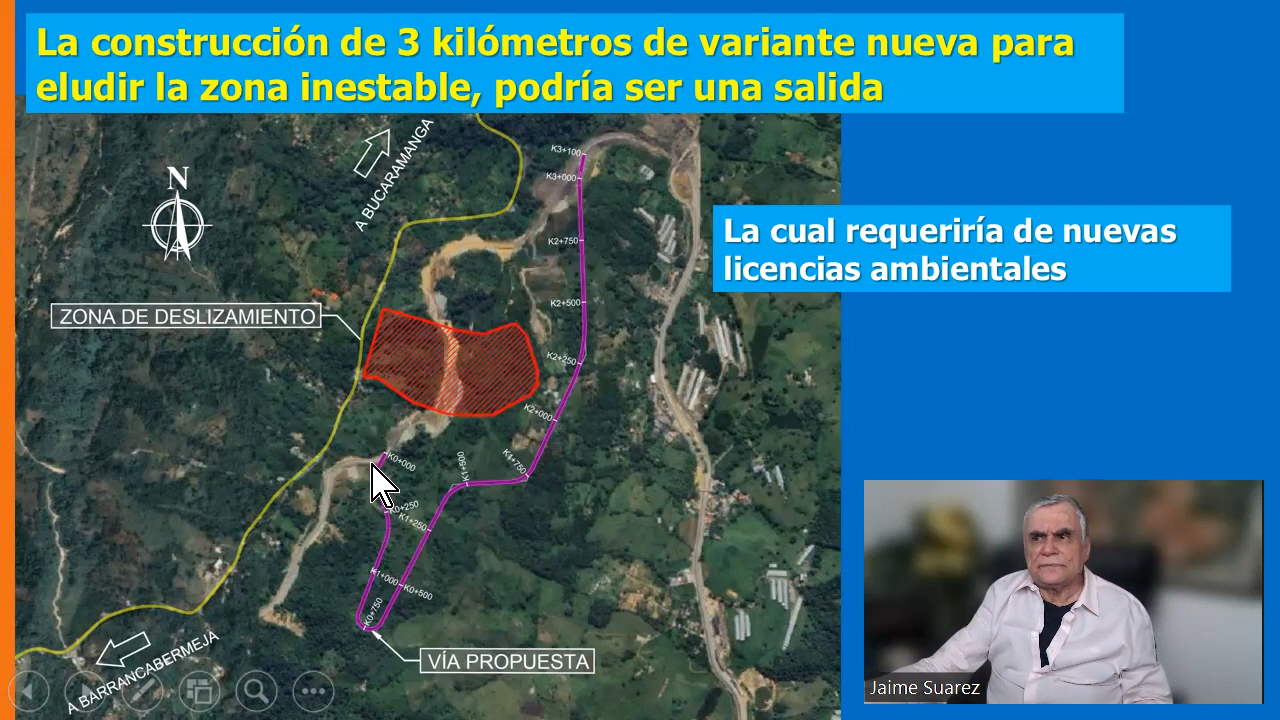 La construcción de 3 kilómetros de variante nueva para
eludir la zona inestable, podría ser una salida
La cual requeriría de nuevas
licencias ambientales
A BUCARAMANGA
N
ZONA DE DESLIZAMIENTO
K3+100
K3+000
K2+750
K2+500
K2+250
K2+000
K1+750
K1+500
K0+000
K0+250
K1+250
K1+000
K0+500
K0+750
VÍA PROPUESTA
A BARRANCABERMEJA
Jaime Suarez